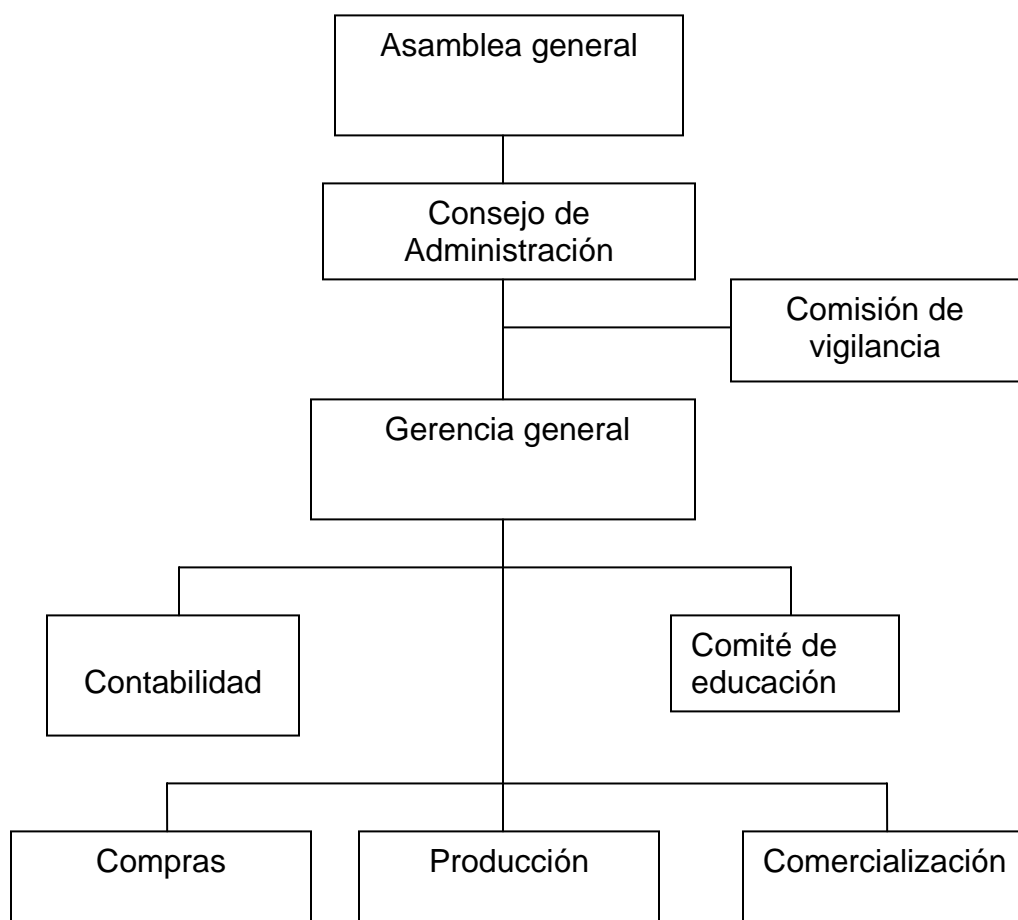 Asamblea general
Consejo de
Administración
Comisión de
vigilancia
Gerencia general
Contabilidad
Comité de
educación
Compras
Producción
Comercialización